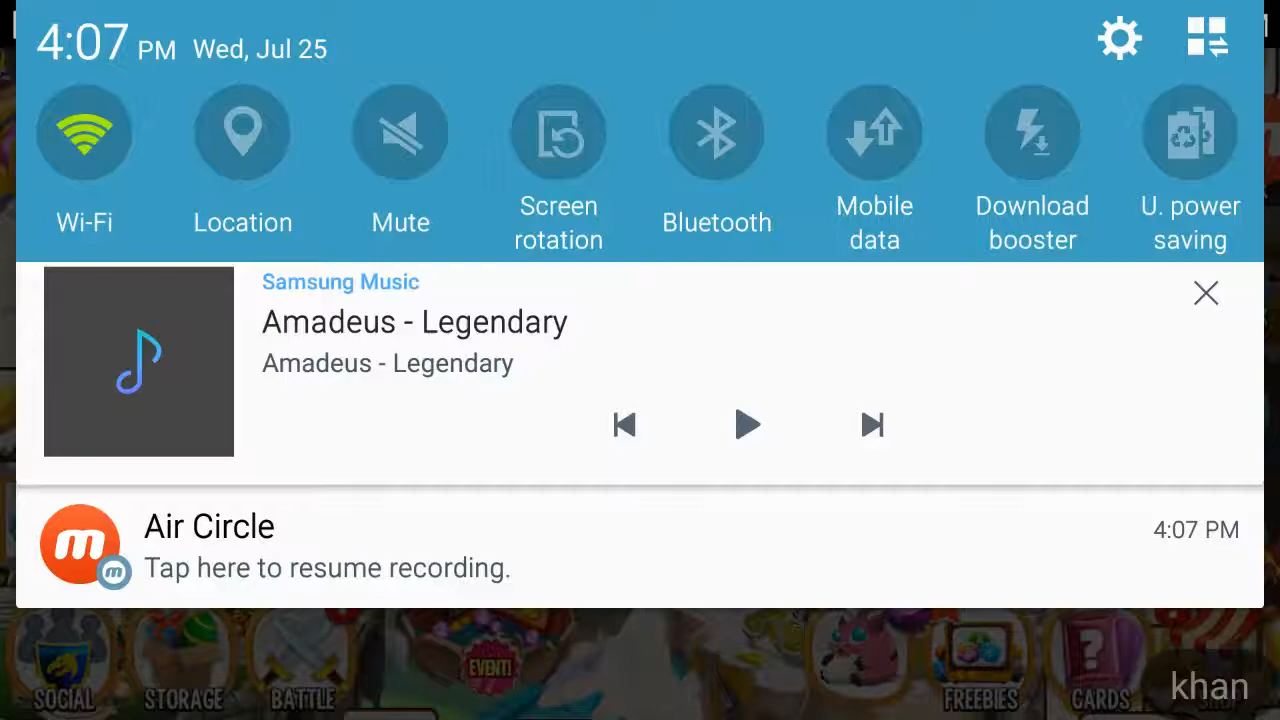 4:07 PM Wed, Jul 25
Wi-Fi
Location
Mute
Screen
rotation
Bluetooth
Mobile
data
Download
booster
U. power
saving
Samsung Music
Amadeus - Legendary
Amadeus - Legendary
m
Air Circle
4:07 PM
m
Tap here to resume recording.
EVENT!
SOCIAL
STORAGE
BATTLE
FREEBIES
CARDS
?
khan